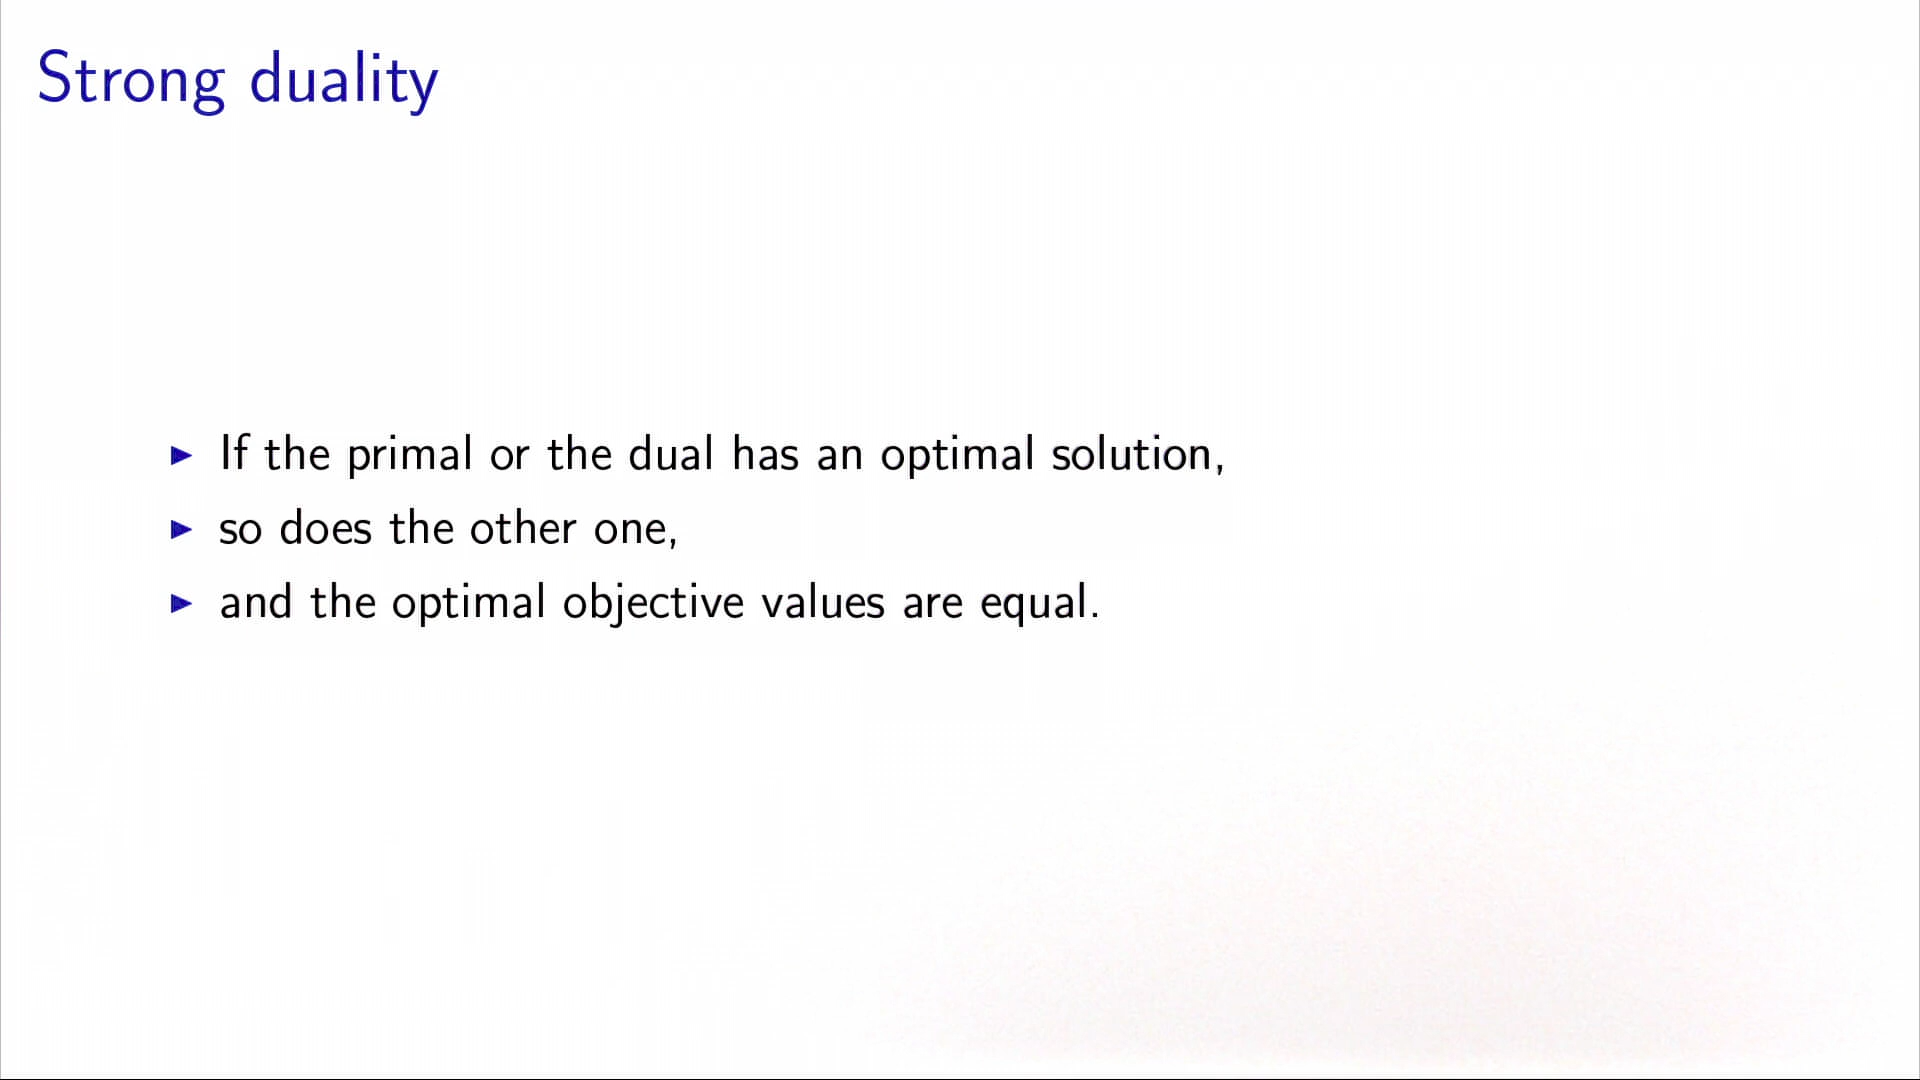 Strong duality
▶ If the primal or the dual has an optimal solution,
▶ so does the other one,
▶ and the optimal objective values are equal.